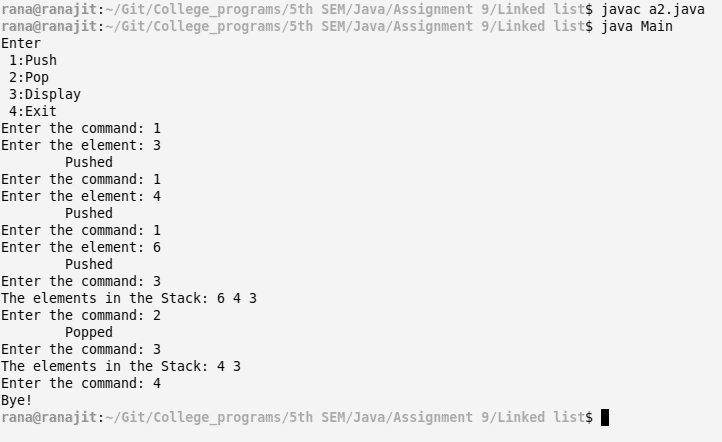 rana@ranajit:~/Git/College_programs/5th SEM/Java/Assignment 9/Linked list$ javac a2.java
rana@ranajit:~/Git/College_programs/5th SEM/Java/Assignment 9/Linked list$ java Main
Enter
 1:Push
 2:Pop
 3:Display
 4:Exit
Enter the command: 1
Enter the element: 3
        Pushed
Enter the command: 1
Enter the element: 4
        Pushed
Enter the command: 1
Enter the element: 6
        Pushed
Enter the command: 3
The elements in the Stack: 6 4 3
Enter the command: 2
        Popped
Enter the command: 3
The elements in the Stack: 4 3
Enter the command: 4
Bye!
rana@ranajit:~/Git/College_programs/5th SEM/Java/Assignment 9/Linked list$